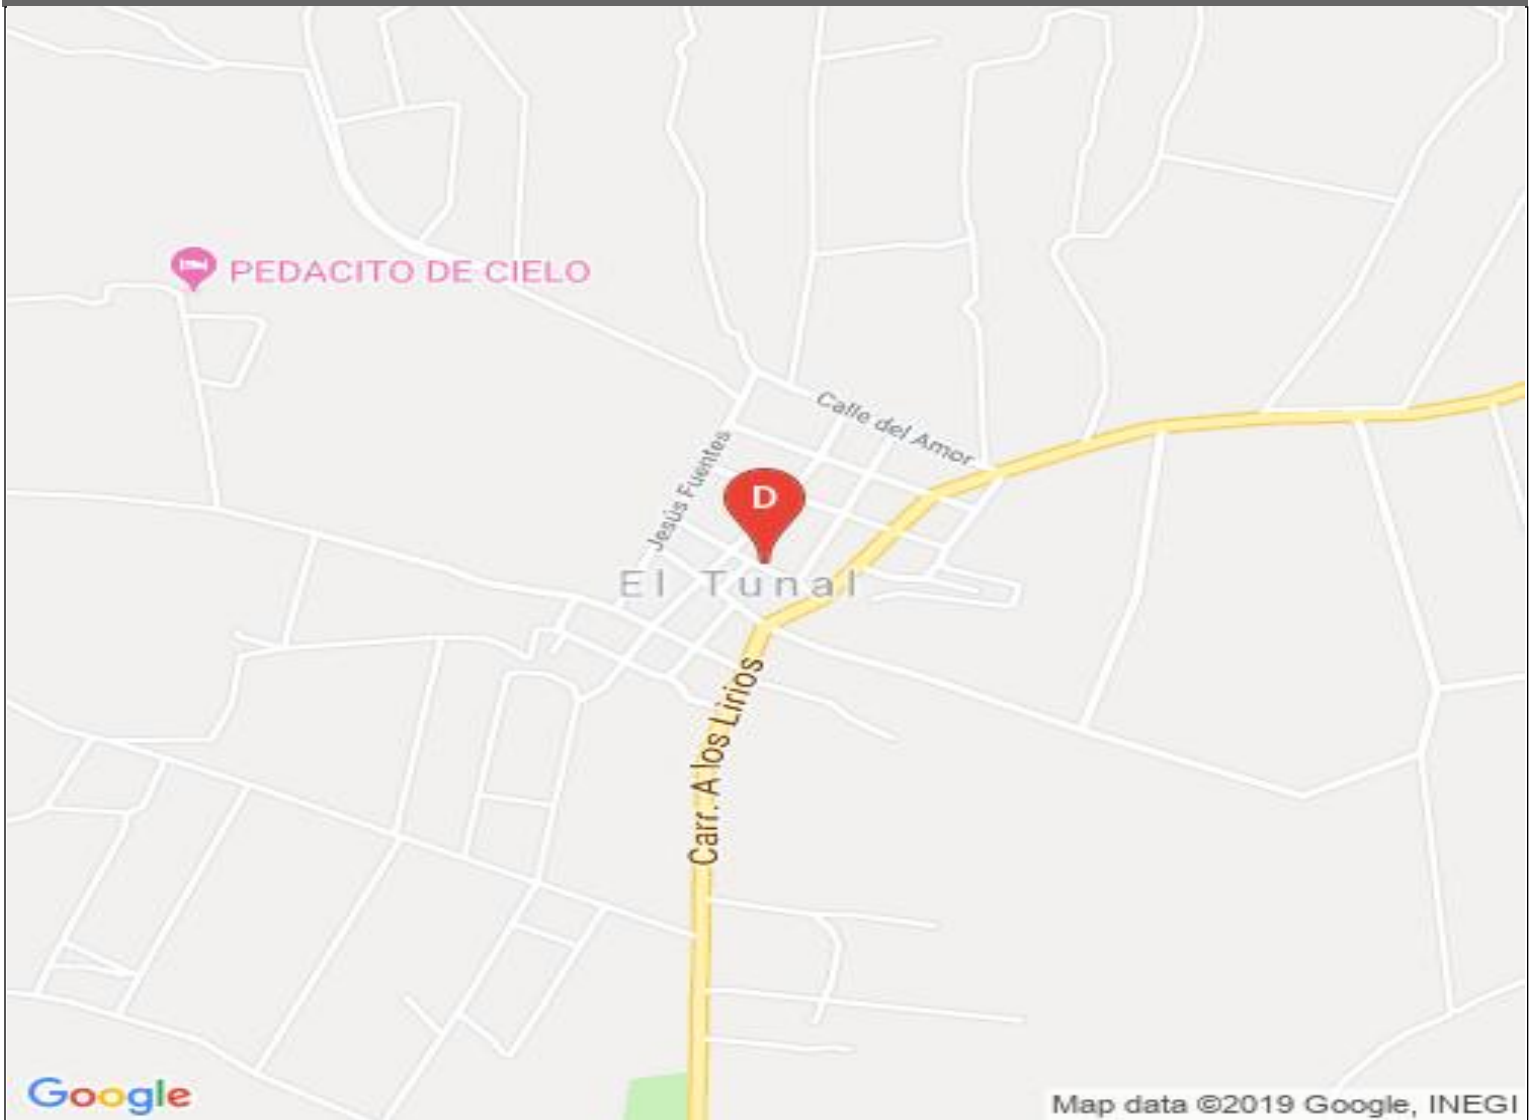 PEDACITO DE CIELO
Calle del Amor
Jesús Fuentes
D
El Tunal
Carr. A los Lirios
Google
Map data ©2019 Google, INEGI